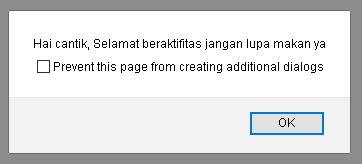 Hai cantik, Selamat beraktifitas jangan lupa makan ya
Prevent this page from creating additional dialogs
OK